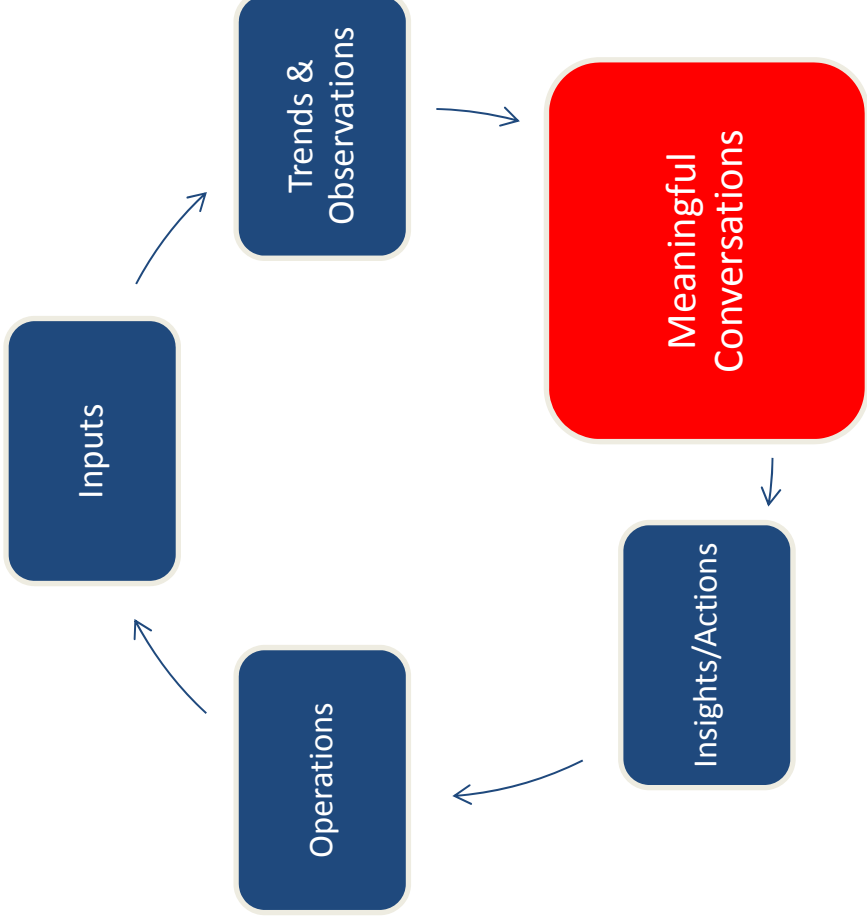 Inputs
Trends &
Observations
Meaningful
Conversations
Insights/Actions
Operations